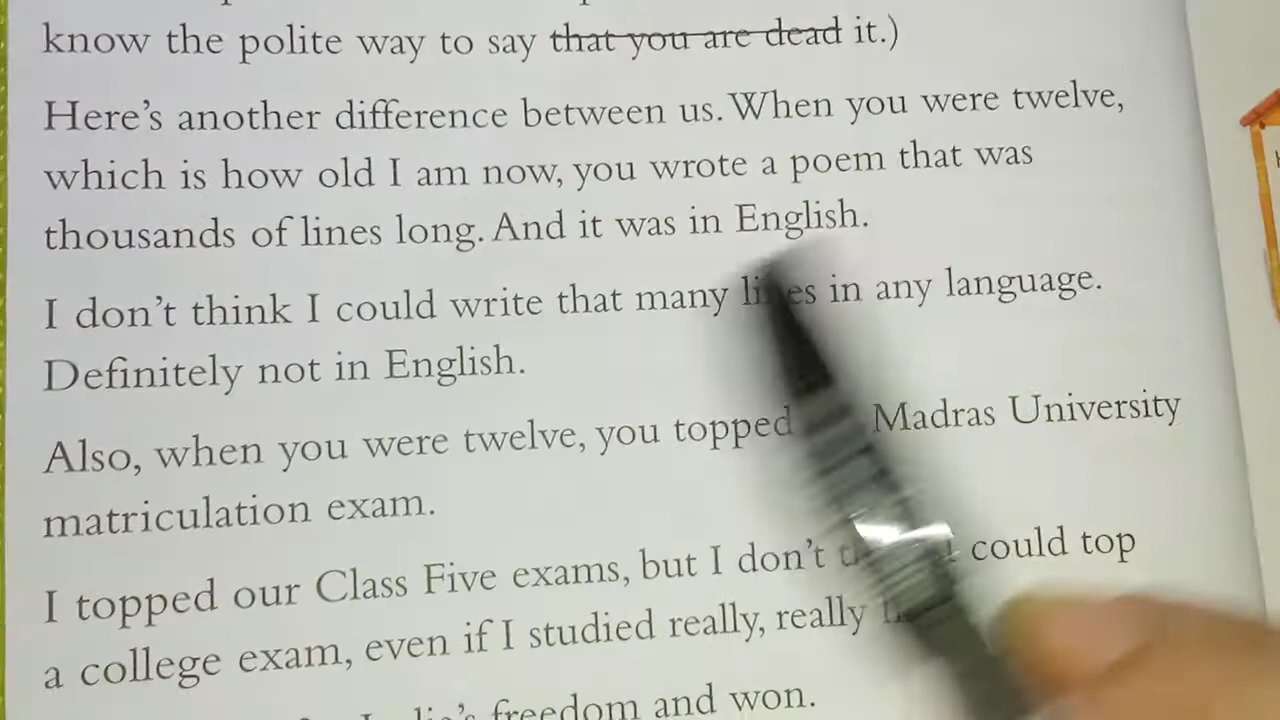 know the polite way to say that you are dead it.)
Here's another difference between us. When you were twelve,
which is how old I am now, you wrote a poem that was
thousands of lines long. And it was in English.
I don't think I could write that many lines in any language.
Definitely not in English.
Also, when you were twelve, you topped Madras University
matriculation exam.
I topped our Class Five exams, but I don't could top
a college exam, even if I studied really, really
freedom and won.